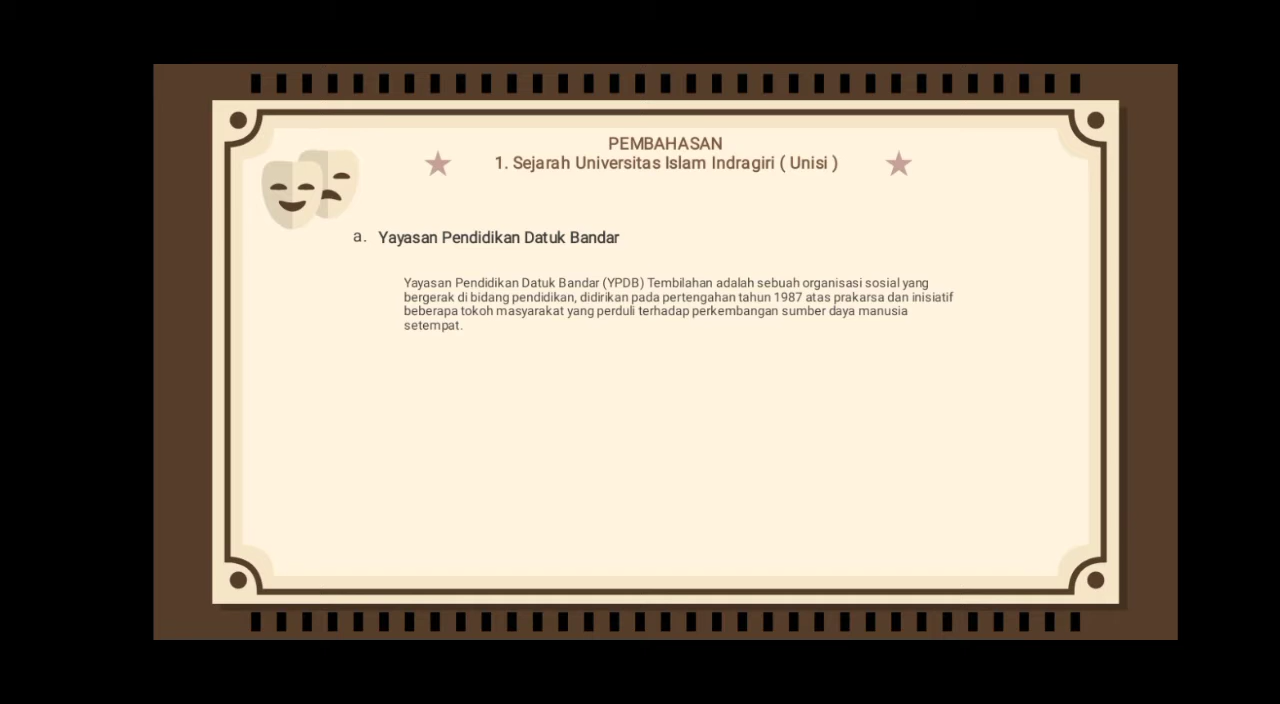 PEMBAHASAN
1. Sejarah Universitas Islam Indragiri ( Unisi )
a. Yayasan Pendidikan Datuk Bandar
Yayasan Pendidikan Datuk Bandar (YPDB) Tembilahan adalah sebuah organisasi sosial yang
bergerak di bidang pendidikan, didirikan pada pertengahan tahun 1987 atas prakarsa dan inisiatif
beberapa tokoh masyarakat yang perduli terhadap perkembangan sumber daya manusia
setempat.